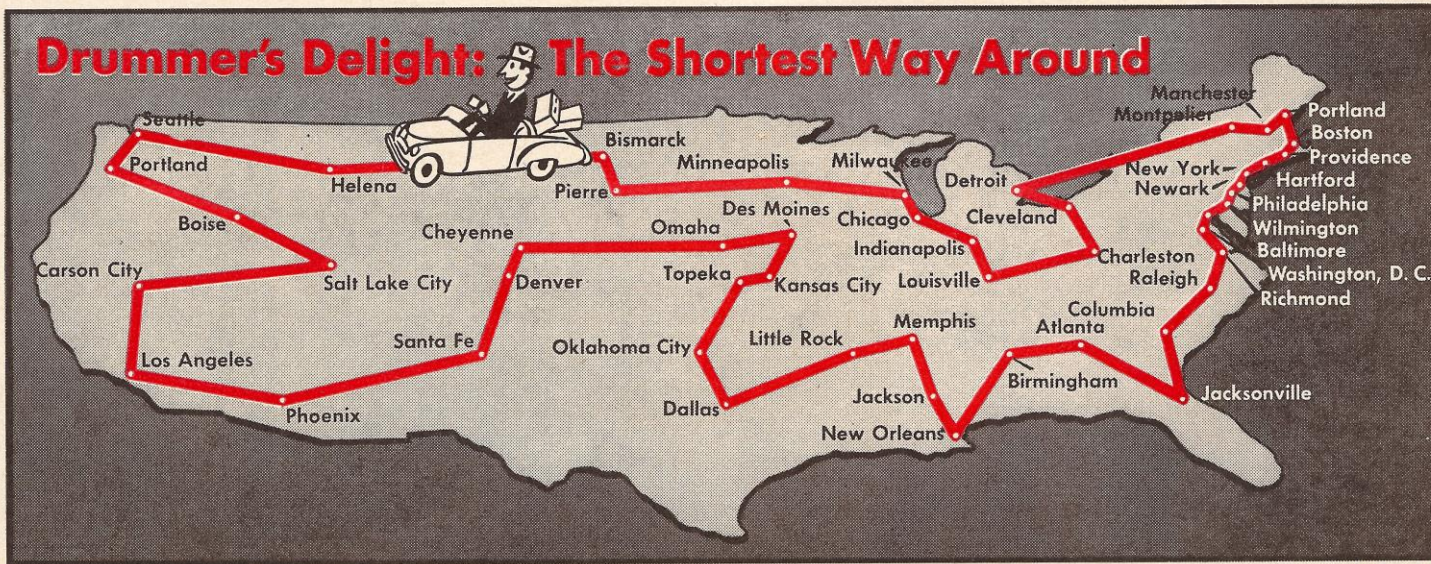 Drummer's Delight: The Shortest Way Around
Seattle
Portland
Helena
Boise
Carson City
Salt Lake City
Los Angeles
Phoenix
Santa Fe
Denver
Cheyenne
Bismarck
Pierre
Minneapolis
Milwaukee
Chicago
Des Moines
Omaha
Topeka
Kansas City
Indianapolis
Louisville
Oklahoma City
Dallas
Little Rock
Memphis
Jackson
New Orleans
Birmingham
Atlanta
Columbia
Jacksonville
Detroit
Cleveland
Charleston
Raleigh
Manchester
Montpelier
Portland
Boston
Providence
New York
Newark
Hartford
Philadelphia
Wilmington
Baltimore
Washington, D. C.
Richmond